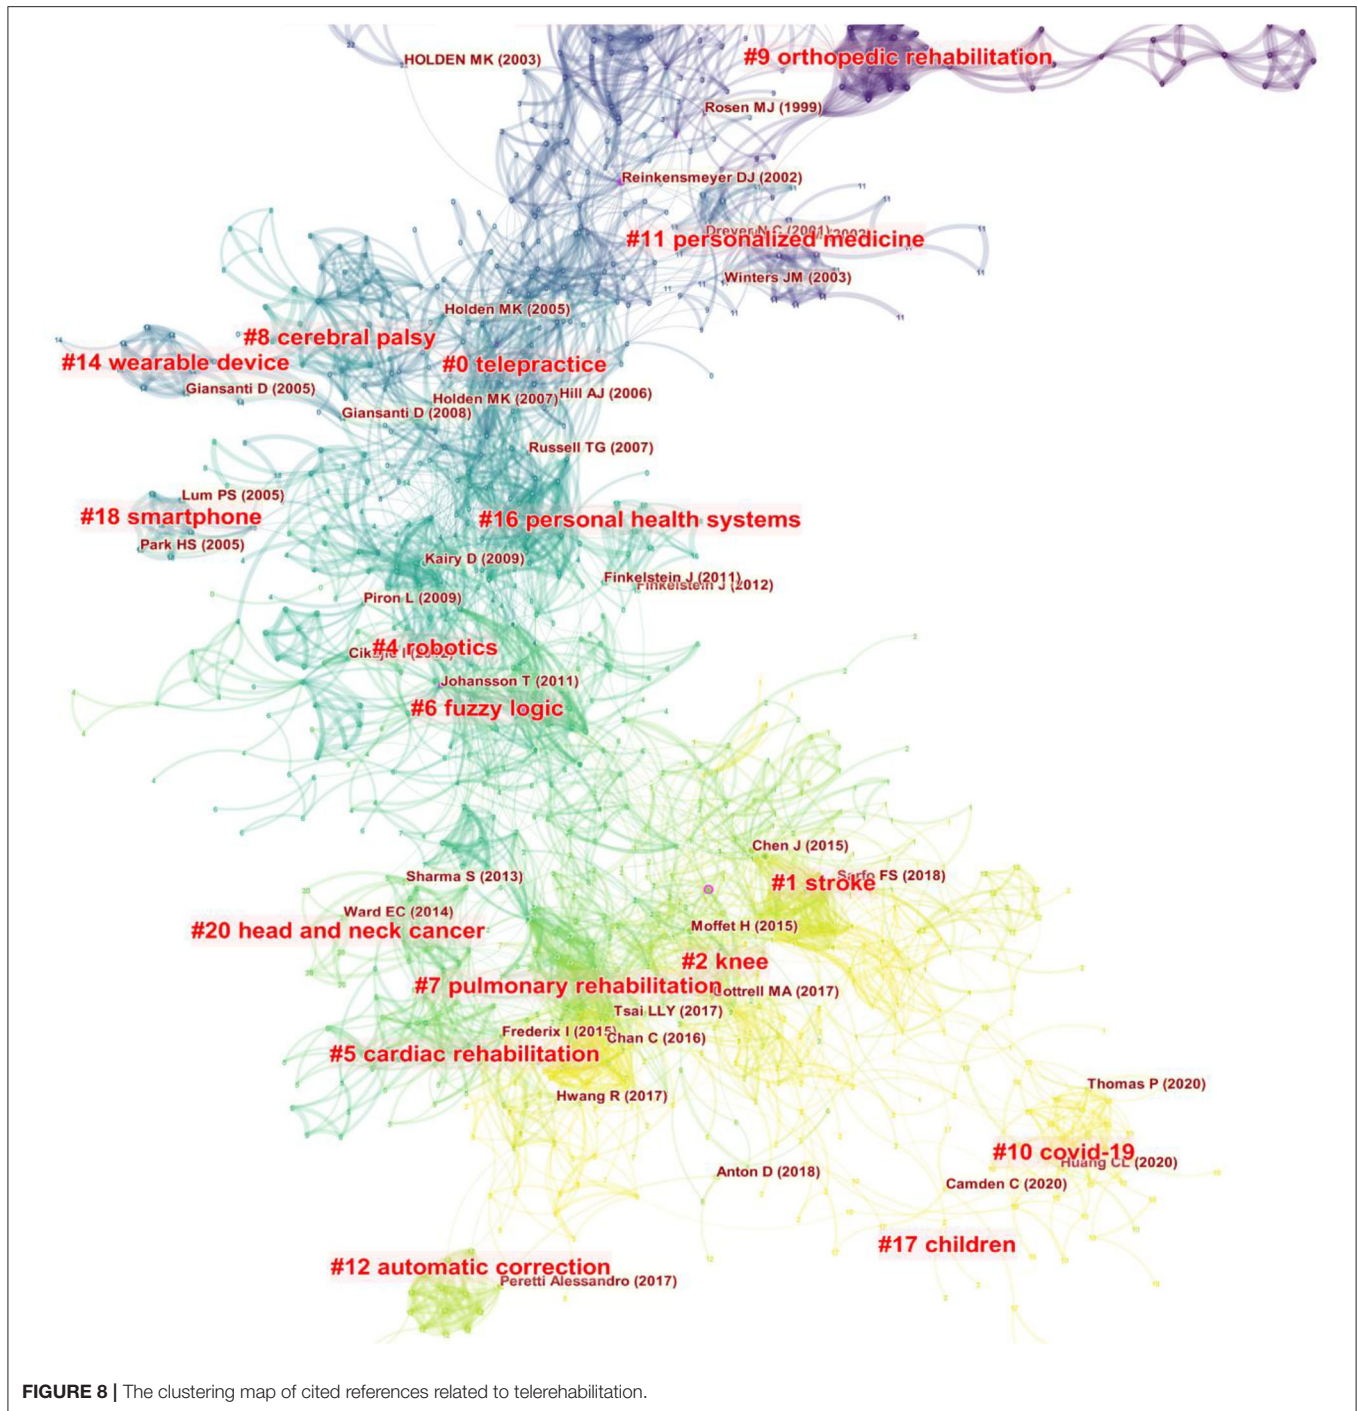 HOLDEN MK (2003)
#9 orthopedic rehabilitation
Rosen MJ (1999)
Reinkensmeyer DJ (2002)
Dreyer N C (2001)
#11 personalized medicine
Winters JM (2003)
Holden MK (2005)
#8 cerebral palsy
#14 wearable device
#0 telepractice
Giansanti D (2005)
Holden MK (2007)
Hill AJ (2006)
Giansanti D (2008)
Russell TG (2007)
Lum PS (2005)
#18 smartphone
#16 personal health systems
Park HS (2005)
Kairy D (2009)
Finkelstein J (2011)
Finkelstein J (2012)
Piron L (2009)
#4 robotics
Johansson T (2011)
#6 fuzzy logic
Chen J (2015)
Sharma S (2013)
Sarfo FS (2018)
#1 stroke
Ward EC (2014)
Moffet H (2015)
#20 head and neck cancer
#2 knee
#7 pulmonary rehabilitation
Cottrell MA (2017)
Tsai LLY (2017)
Frederix I (2015)
Chan C (2016)
#5 cardiac rehabilitation
Hwang R (2017)
Thomas P (2020)
#10 covid-19
Huang CL (2020)
Anton D (2018)
Camden C (2020)
#17 children
#12 automatic correction
Peretti Alessandro (2017)
FIGURE 8 | The clustering map of cited references related to telerehabilitation.